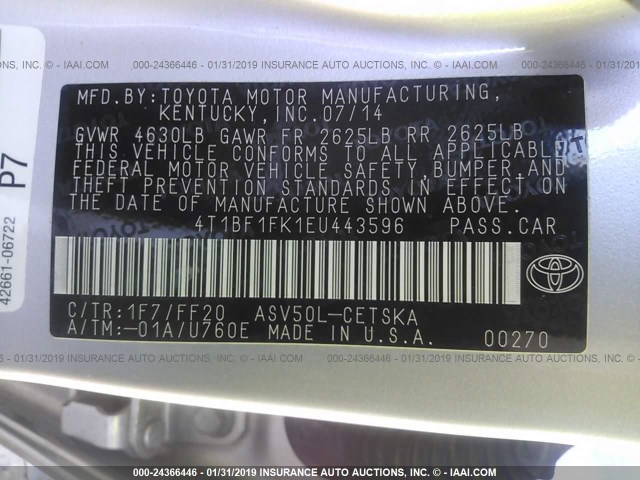 000-24366446 - 01/31/2019 INSURANCE AUTO AUCTIONS, INC. © - IAAI.COM
MFD.BY:TOYOTA MOTOR MANUFACTURING,
KENTUCKY,INC.07/14
GVWR 4630LB GAWR FR 2625LB RR 2625LB
THIS VEHICLE CONFORMS TO ALL APPLICABLE
FEDERAL MOTOR VEHICLE SAFETY,BUMPER,AND
THEFT PREVENTION STANDARDS IN EFFECT ON
THE DATE OF MANUFACTURE SHOWN ABOVE.
4T1BF1FK1EU443596 PASS.CAR
C/TR:1F7/FF20 ASV50L-CETSKA
A/TM:-01A/U760E MADE IN U.S.A. 00270
TOYOTA
P7
42661-06722
000-24366446 - 01/31/2019 INSURANCE AUTO AUCTIONS, INC. © - IAAI.COM
000-24366446 - 01/31/2019 INSURANCE AUTO AUCTIONS, INC. © - IAAI.COM